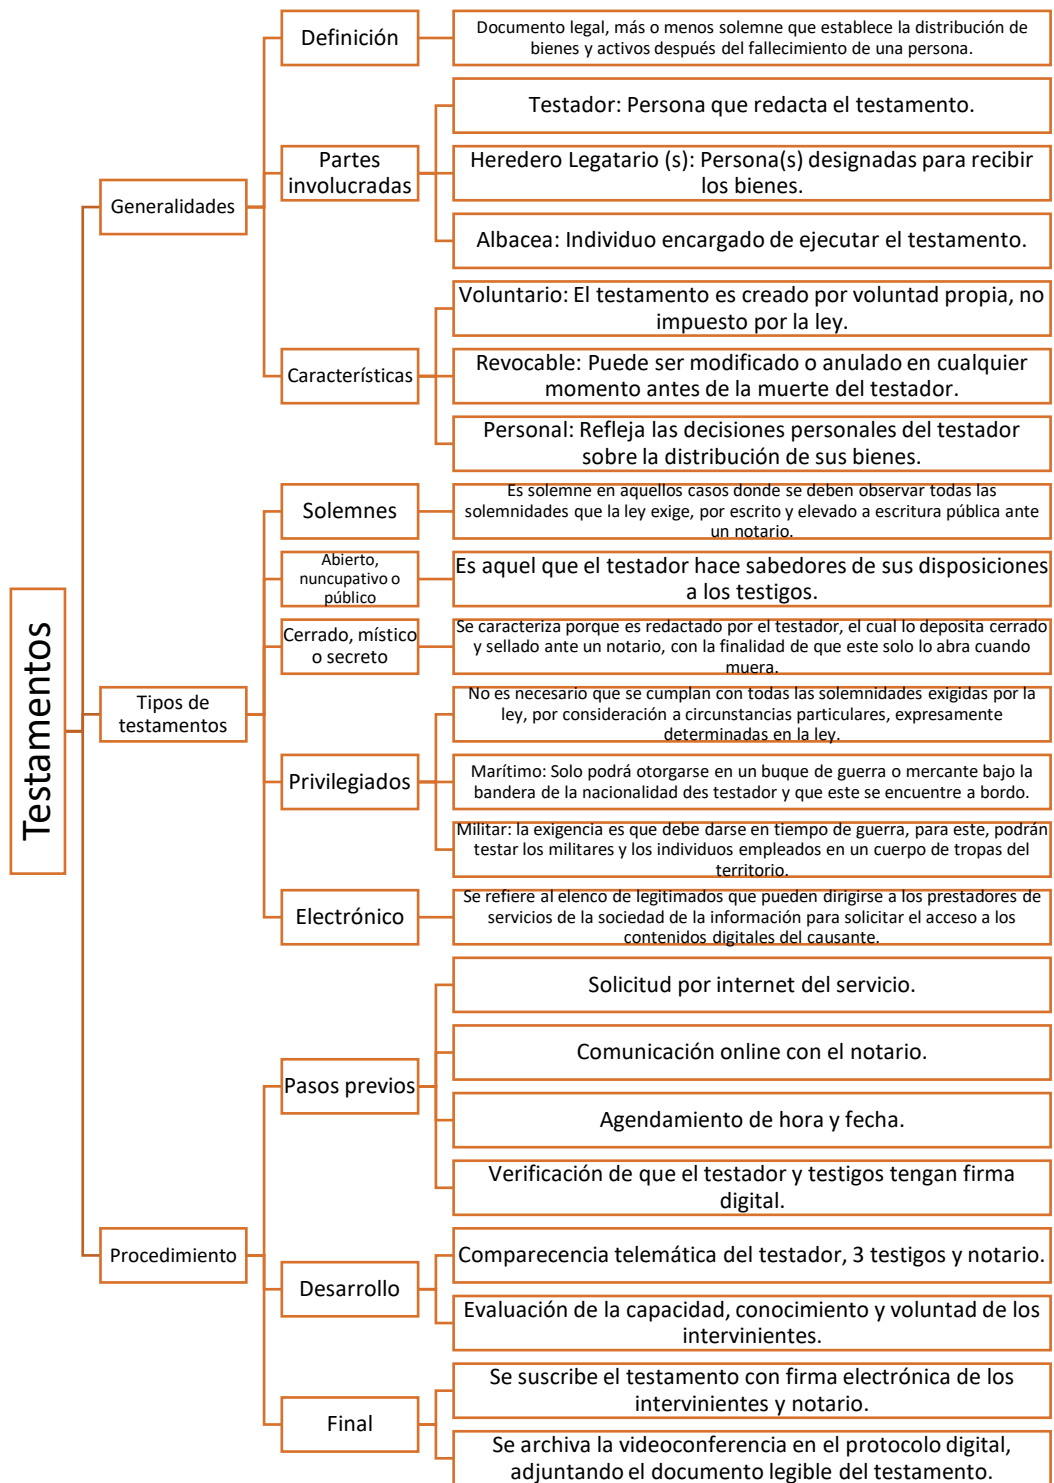 Testamentos
Generalidades
Definición
Documento legal, más o menos solemne que establece la distribución de
bienes y activos después del fallecimiento de una persona.
Partes
involucradas
Testador: Persona que redacta el testamento.
Heredero Legatario (s): Persona(s) designadas para recibir
los bienes.
Albacea: Individuo encargado de ejecutar el testamento.
Características
Voluntario: El testamento es creado por voluntad propia, no
impuesto por la ley.
Revocable: Puede ser modificado o anulado en cualquier
momento antes de la muerte del testador.
Personal: Refleja las decisiones personales del testador
sobre la distribución de sus bienes.
Tipos de
testamentos
Solemnes
Es solemne en aquellos casos donde se deben observar todas las
solemnidades que la ley exige, por escrito y elevado a escritura pública ante
un notario.
Abierto,
nuncupativo o
público
Es aquel que el testador hace sabedores de sus disposiciones
a los testigos.
Cerrado, místico
o secreto
Se caracteriza porque es redactado por el testador, el cual lo deposita cerrado
y sellado ante un notario, con la finalidad de que este solo lo abra cuando
muera.
Privilegiados
No es necesario que se cumplan con todas las solemnidades exigidas por la
ley, por consideración a circunstancias particulares, expresamente
determinadas en la ley.
Marítimo: Solo podrá otorgarse en un buque de guerra o mercante bajo la
bandera de la nacionalidad des testador y que este se encuentre a bordo.
Militar: la exigencia es que debe darse en tiempo de guerra, para este, podrán
testar los militares y los individuos empleados en un cuerpo de tropas del
territorio.
Electrónico
Se refiere al elenco de legitimados que pueden dirigirse a los prestadores de
servicios de la sociedad de la información para solicitar el acceso a los
contenidos digitales del causante.
Procedimiento
Pasos previos
Solicitud por internet del servicio.
Comunicación online con el notario.
Agendamiento de hora y fecha.
Verificación de que el testador y testigos tengan firma
digital.
Desarrollo
Comparecencia telemática del testador, 3 testigos y notario.
Evaluación de la capacidad, conocimiento y voluntad de los
intervinientes.
Final
Se suscribe el testamento con firma electrónica de los
intervinientes y notario.
Se archiva la videoconferencia en el protocolo digital,
adjuntando el documento legible del testamento.